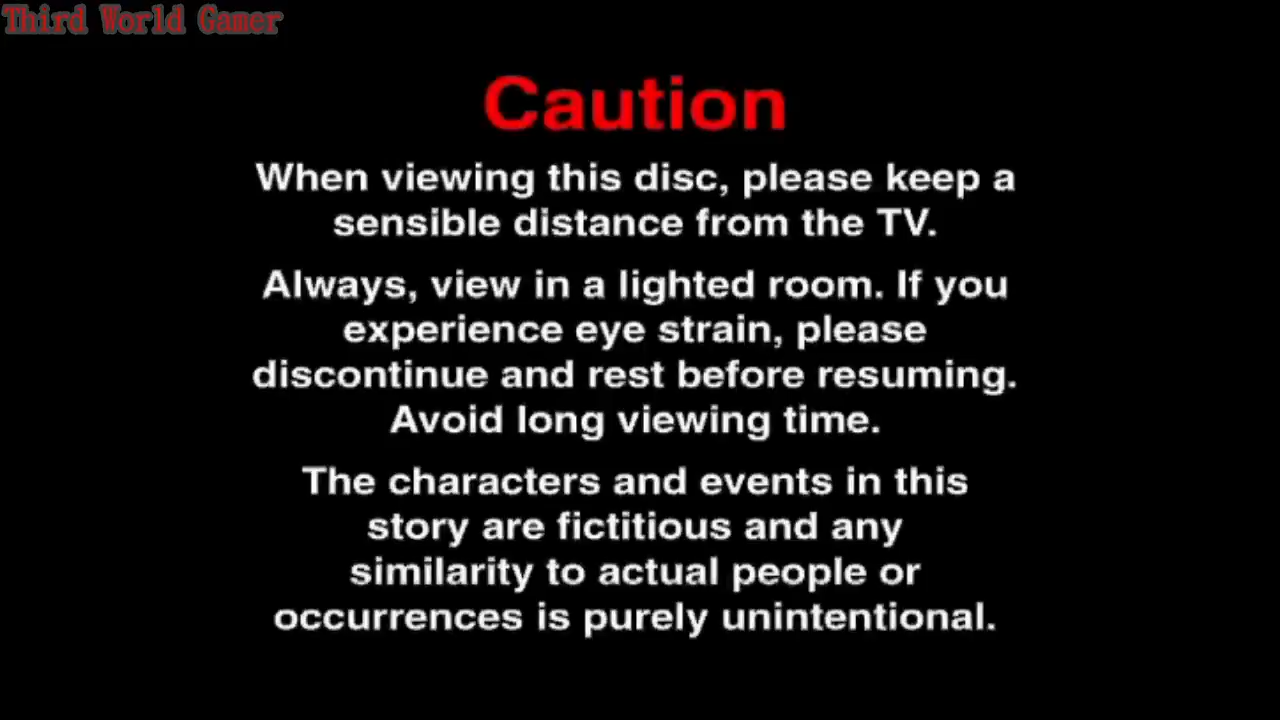 Third World Gamer
Caution
When viewing this disc, please keep a
sensible distance from the TV.
Always, view in a lighted room. If you
experience eye strain, please
discontinue and rest before resuming.
Avoid long viewing time.
The characters and events in this
story are fictitious and any
similarity to actual people or
occurrences is purely unintentional.